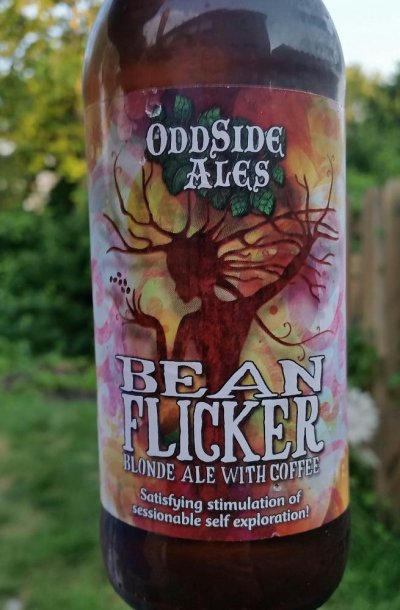 ODDSIDE
ALES
BEAN
FLICKER
BLONDE ALE WITH COFFEE
Satisfying stimulation of
sessionable self exploration!